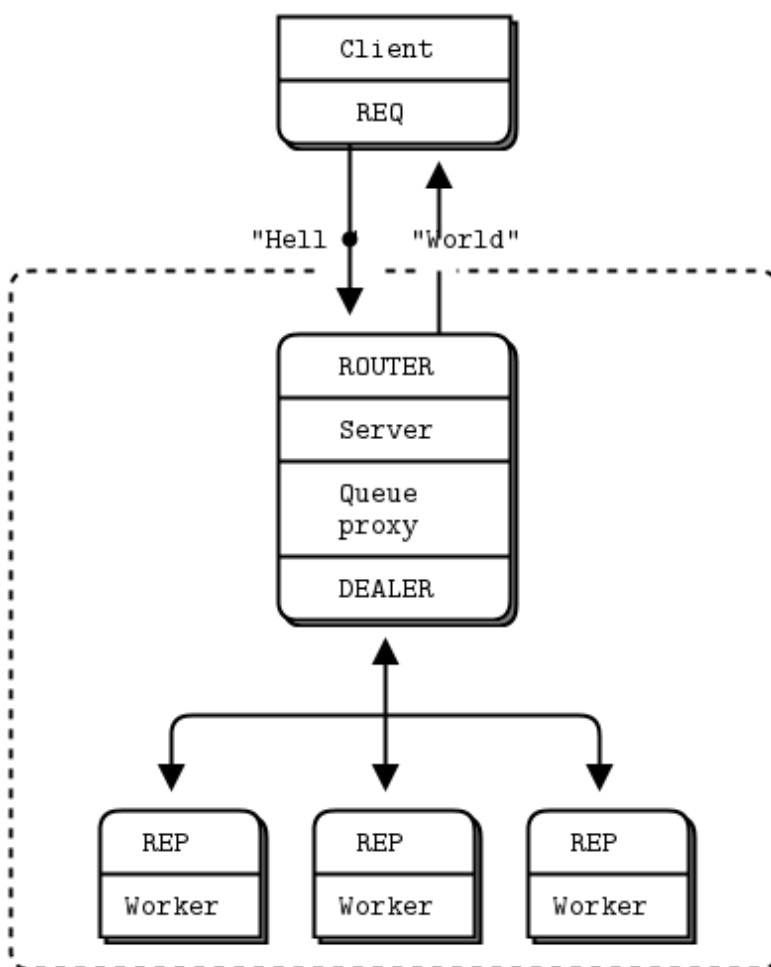 Client
REQ
"Hell
"World"
ROUTER
Server
Queue
proxy
DEALER
REP
REP
REP
Worker
Worker
Worker